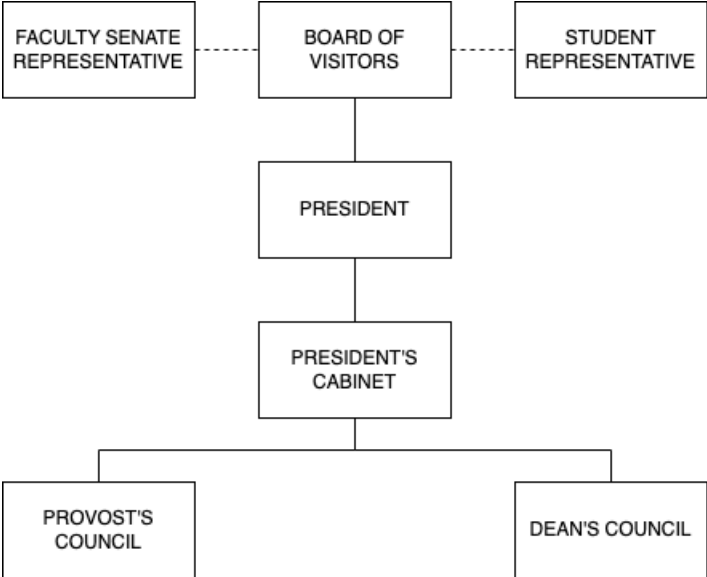 FACULTY SENATE
REPRESENTATIVE
BOARD OF
VISITORS
STUDENT
REPRESENTATIVE
PRESIDENT
PRESIDENT'S
CABINET
PROVOST'S
COUNCIL
DEAN'S COUNCIL